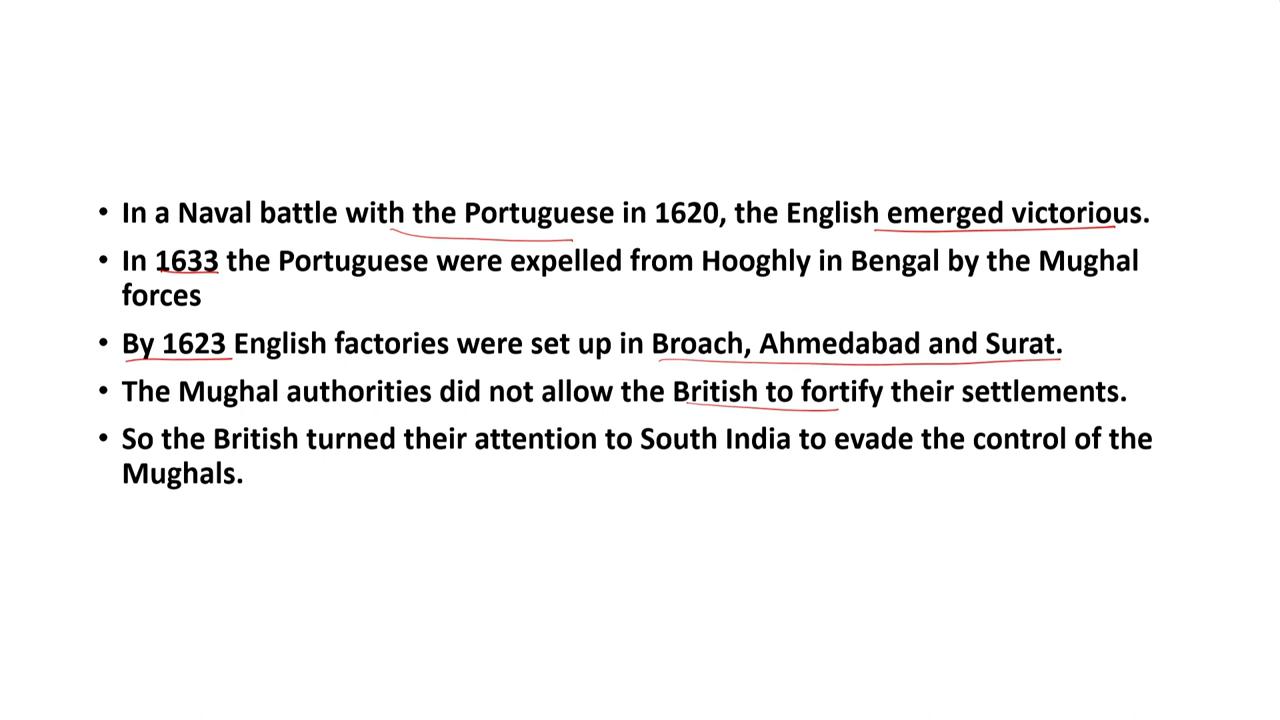 • In a Naval battle with the Portuguese in 1620, the English emerged victorious.
• In 1633 the Portuguese were expelled from Hooghly in Bengal by the Mughal
forces
• By 1623 English factories were set up in Broach, Ahmedabad and Surat.
• The Mughal authorities did not allow the British to fortify their settlements.
• So the British turned their attention to South India to evade the control of the
Mughals.